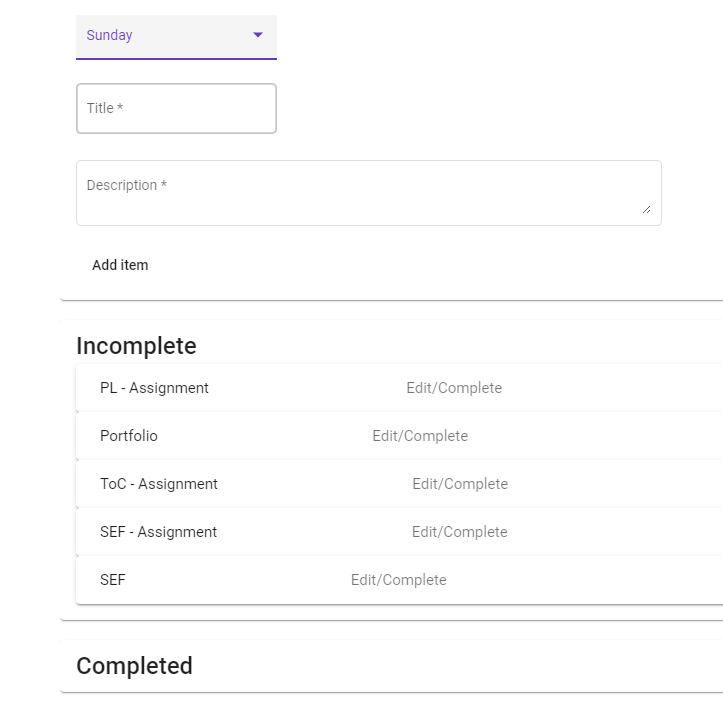 Sunday
Title *
Description *
Add item
Incomplete
PL - Assignment Edit/Complete
Portfolio Edit/Complete
ToC - Assignment Edit/Complete
SEF - Assignment Edit/Complete
SEF Edit/Complete
Completed